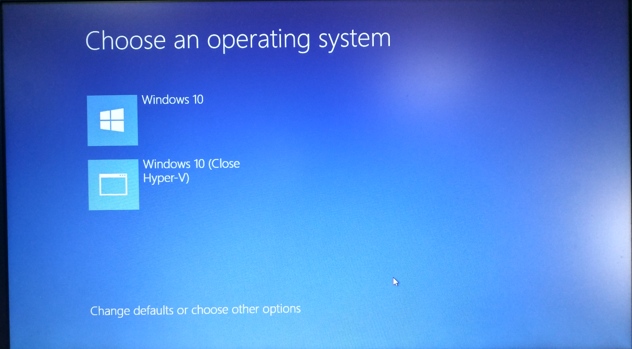 Choose an operating system
Windows 10
Windows 10 (Close
Hyper-V)
Change defaults or choose other options